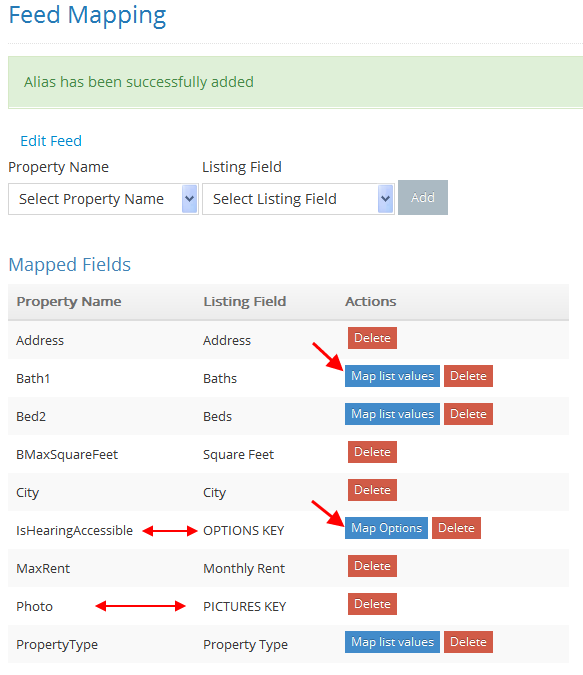 Feed Mapping
Alias has been successfully added
Edit Feed
Property Name Listing Field
Select Property Name Select Listing Field Add
Mapped Fields
Property Name Listing Field Actions
Address Address Delete
Bath1 Baths Map list values Delete
Bed2 Beds Map list values Delete
BMaxSquareFeet Square Feet Delete
City City Delete
IsHearingAccessible OPTIONS KEY Map Options Delete
MaxRent Monthly Rent Delete
Photo PICTURES KEY Delete
PropertyType Property Type Map list values Delete